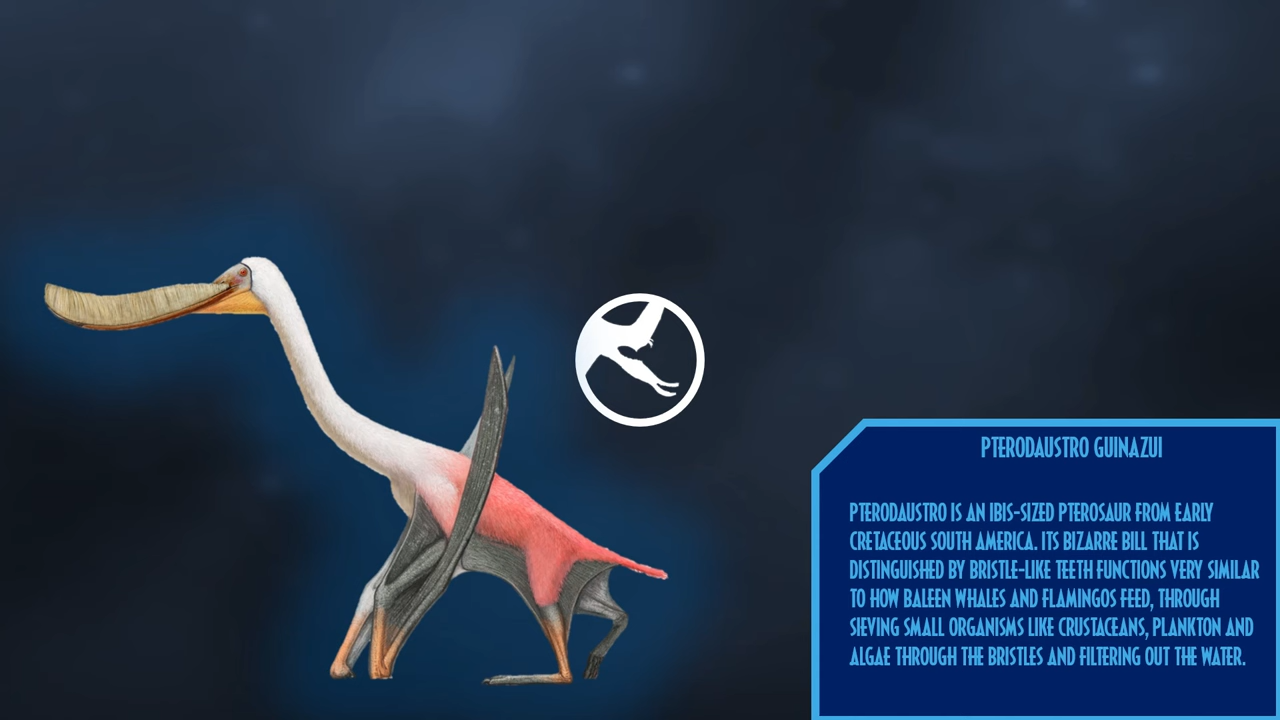 PTERODAUSTRO GUINAZUI
PTERODAUSTRO IS AN IBIS-SIZED PTEROSAUR FROM EARLY
CRETACEOUS SOUTH AMERICA. ITS BIZARRE BILL THAT IS
DISTINGUISHED BY BRISTLE-LIKE TEETH FUNCTIONS VERY SIMILAR
TO HOW BALEEN WHALES AND FLAMINGOS FEED, THROUGH
SIEVING SMALL ORGANISMS LIKE CRUSTACEANS, PLANKTON AND
ALGAE THROUGH THE BRISTLES AND FILTERING OUT THE WATER.